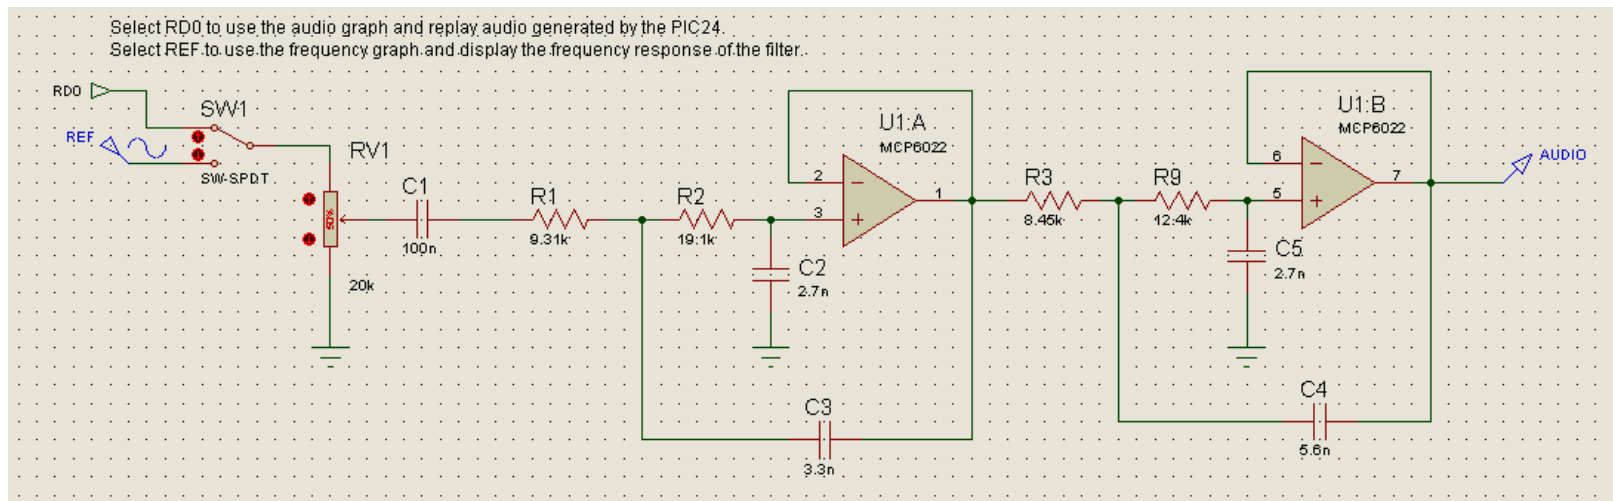 Select RD0 to use the audio graph and replay audio generated by the PIC24.
Select REF to use the frequency graph and display the frequency response of the filter.
RD0
SW1
REF
SW-SPDT
RV1
50%
20k
C1
100n
R1
9.31k
R2
19.1k
U1:A
MCP6022
2
3
1
C2
2.7n
C3
3.3n
R3
8.45k
R9
12.4k
U1:B
MCP6022
6
5
7
AUDIO
C5
2.7n
C4
5.6n